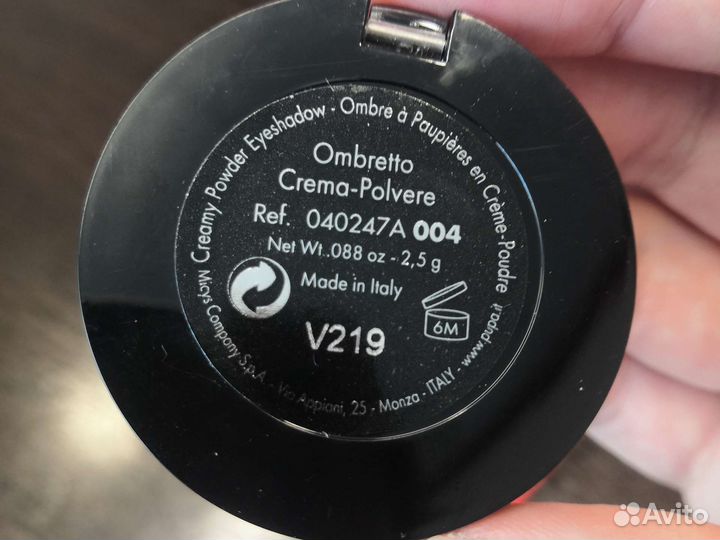 Creamy Powder Eyeshadow - Ombre à Paupières en Crème-Poudre
Ombretto
Crema-Polvere
Ref. 040247A 004
Net Wt. .088 oz - 2,5 g
Made in Italy
6M
V219
Micys Company S.p.A. - Via Appiani, 25 - Monza - ITALY - www.pupa.it
Avito